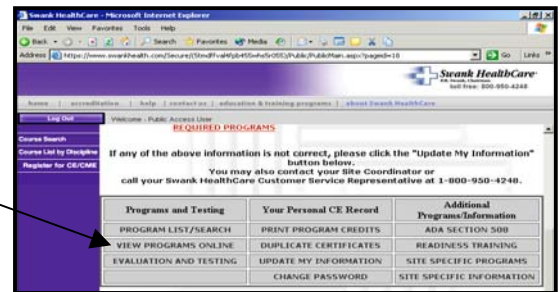 Swank HealthCare - Microsoft Internet Explorer
File Edit View Favorites Tools Help
Back Search Favorites Media
Address
Go Links
Swank HealthCare
toll free: 800-950-4248
home | accreditation | help | contact us | education & training programs | about Swank HealthCare
Log Out
Welcome - Public Access User
REQUIRED PROGRAMS
Course Search
Course List by Discipline
Register for CE/CME
If any of the above information is not correct, please click the "Update My Information"
button below.
You may also contact your Site Coordinator or
call your Swank HealthCare Customer Service Representative at 1-800-950-4248.
Programs and Testing
Your Personal CE Record
Additional
Programs/Information
PROGRAM LIST/SEARCH
PRINT PROGRAM CREDITS
ADA SECTION 508
VIEW PROGRAMS ONLINE
DUPLICATE CERTIFICATES
READINESS TRAINING
EVALUATION AND TESTING
UPDATE MY INFORMATION
SITE SPECIFIC PROGRAMS
CHANGE PASSWORD
SITE SPECIFIC INFORMATION